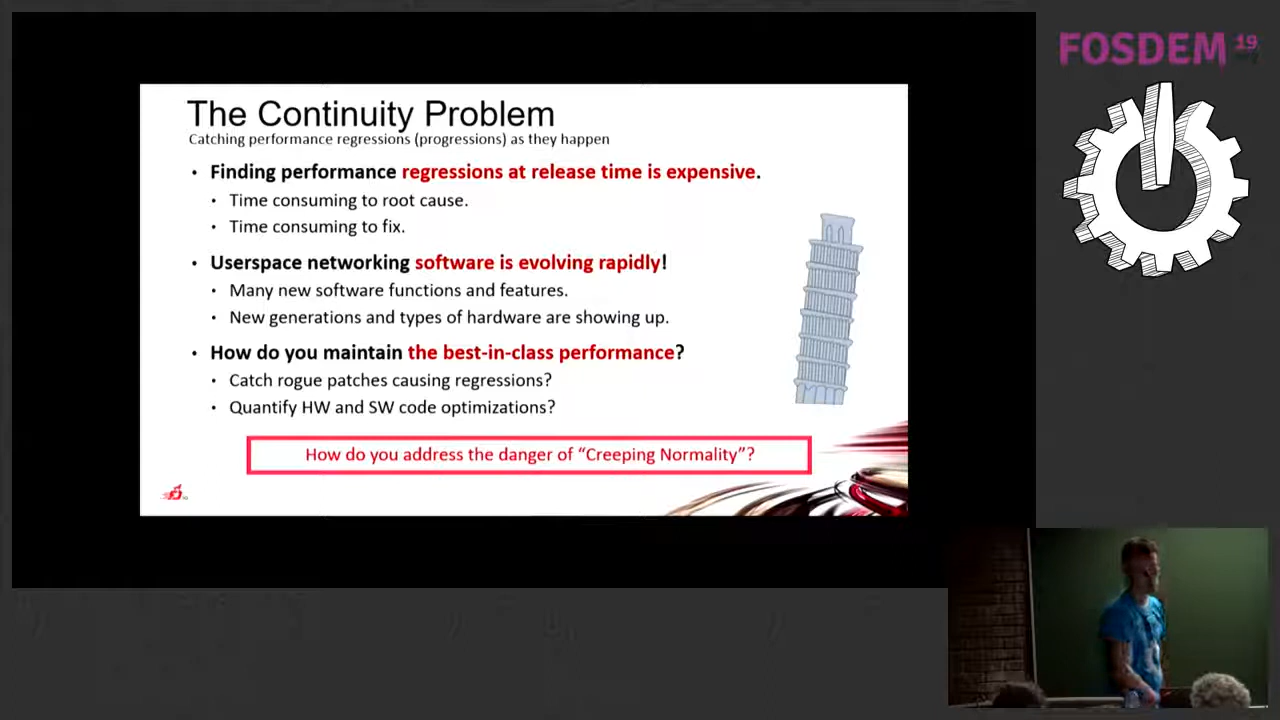 FOSDEM 19
The Continuity Problem
Catching performance regressions (progressions) as they happen
• Finding performance regressions at release time is expensive.
• Time consuming to root cause.
• Time consuming to fix.
• Userspace networking software is evolving rapidly!
• Many new software functions and features.
• New generations and types of hardware are showing up.
• How do you maintain the best-in-class performance?
• Catch rogue patches causing regressions?
• Quantify HW and SW code optimizations?
How do you address the danger of “Creeping Normality”?